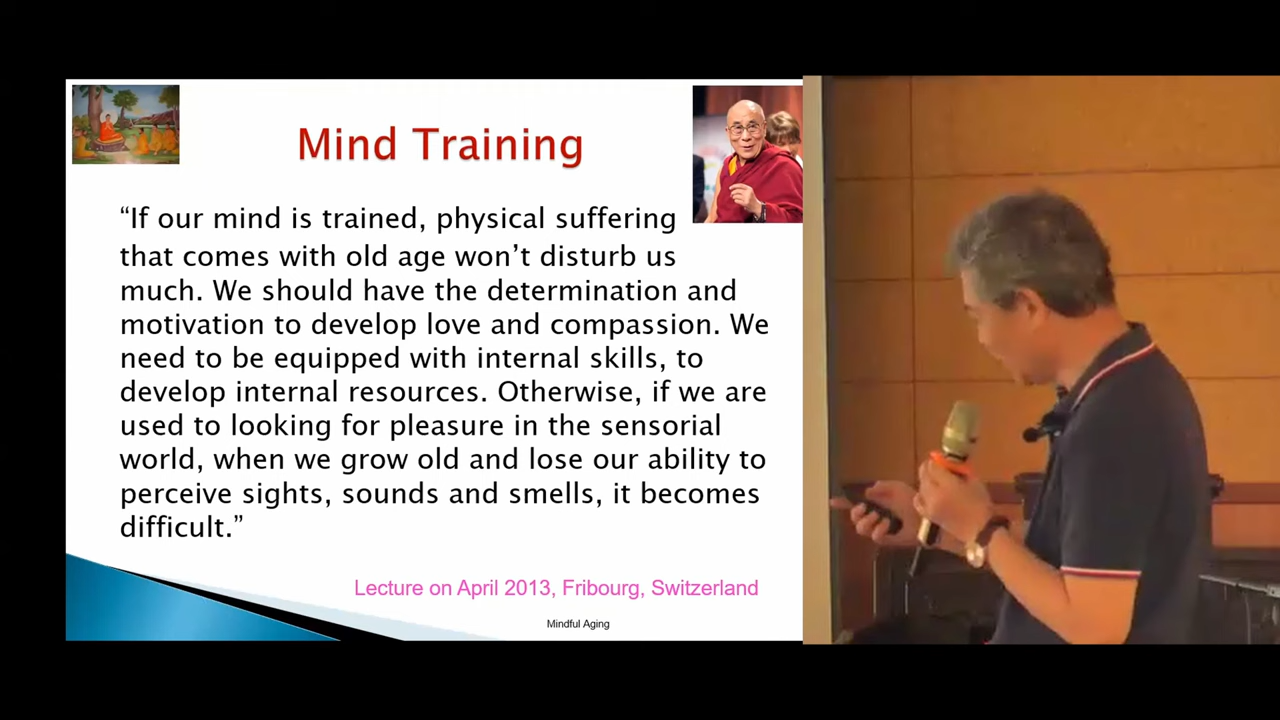 Mind Training
“If our mind is trained, physical suffering
that comes with old age won’t disturb us
much. We should have the determination and
motivation to develop love and compassion. We
need to be equipped with internal skills, to
develop internal resources. Otherwise, if we are
used to looking for pleasure in the sensorial
world, when we grow old and lose our ability to
perceive sights, sounds and smells, it becomes
difficult.”
Lecture on April 2013, Fribourg, Switzerland
Mindful Aging